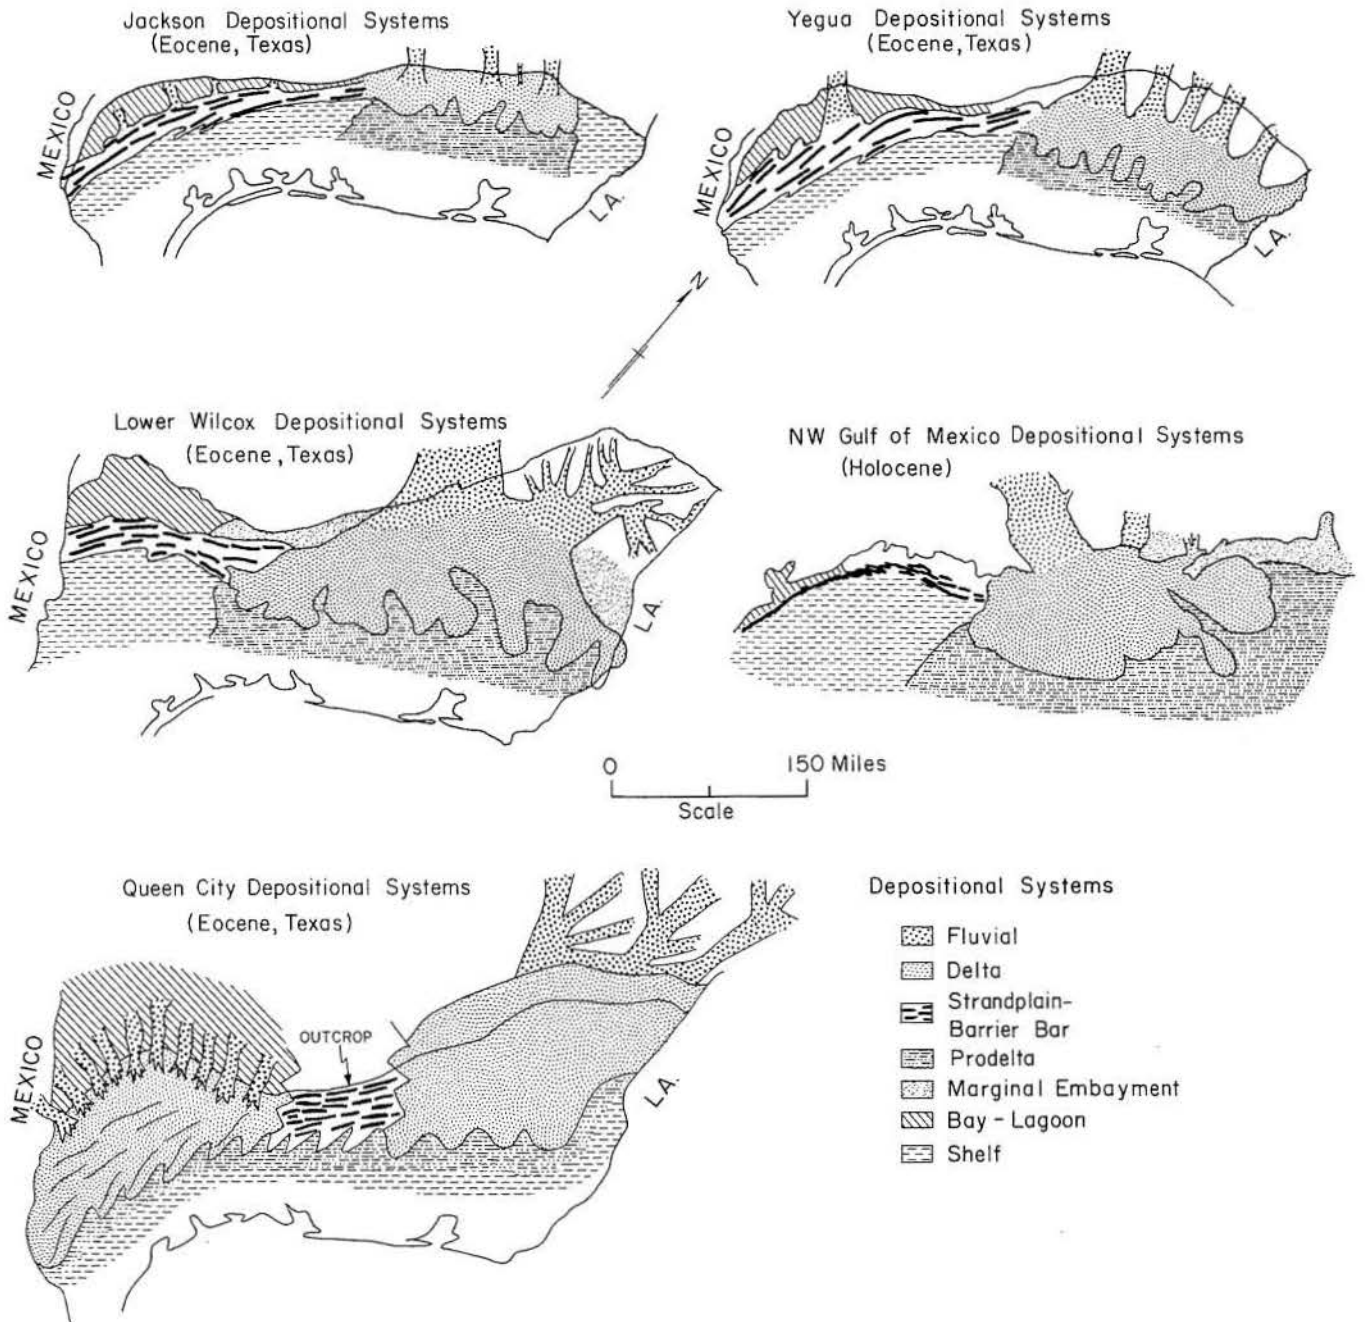 Jackson Depositional Systems
(Eocene, Texas)
MEXICO
LA.
Yegua Depositional Systems
(Eocene, Texas)
MEXICO
LA.
N
Lower Wilcox Depositional Systems
(Eocene, Texas)
MEXICO
LA.
NW Gulf of Mexico Depositional Systems
(Holocene)
0 150 Miles
Scale
Queen City Depositional Systems
(Eocene, Texas)
OUTCROP
MEXICO
LA.
Depositional Systems
Fluvial
Delta
Strandplain-
Barrier Bar
Prodelta
Marginal Embayment
Bay - Lagoon
Shelf